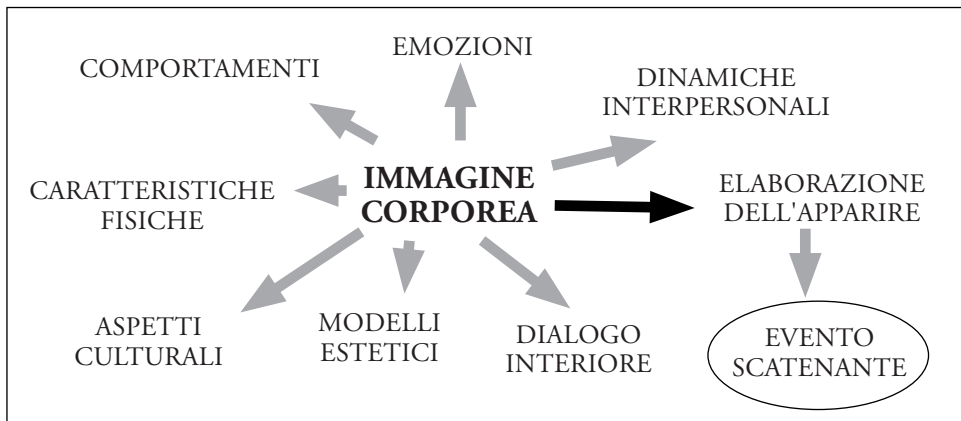 EMOZIONI
COMPORTAMENTI
DINAMICHE
INTERPERSONALI
IMMAGINE
CORPOREA
CARATTERISTICHE
FISICHE
ELABORAZIONE
DELL'APPARIRE
ASPETTI
CULTURALI
MODELLI
ESTETICI
DIALOGO
INTERIORE
EVENTO
SCATENANTE